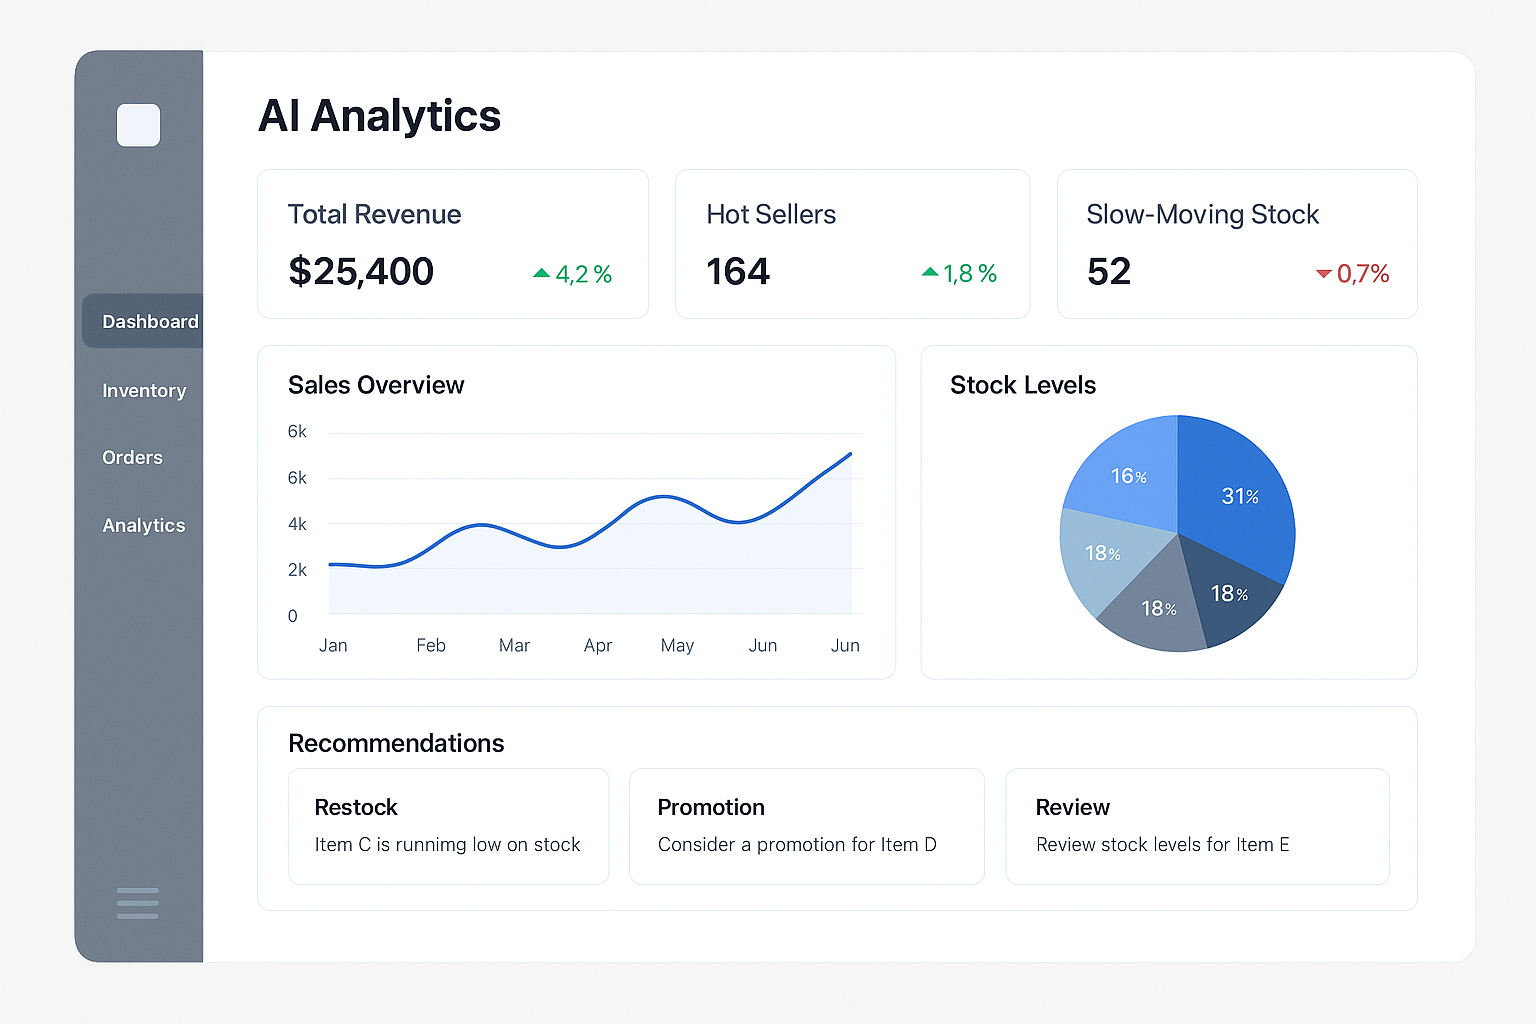 AI Analytics
Dashboard
Inventory
Orders
Analytics
Total Revenue
$25,400
4,2 %
Hot Sellers
164
1,8 %
Slow-Moving Stock
52
0,7%
Sales Overview
6k
6k
4k
2k
0
Jan Feb Mar Apr May Jun Jun
Stock Levels
16%
31%
18%
18%
18%
Recommendations
Restock
Item C is runnimg low on stock
Promotion
Consider a promotion for Item D
Review
Review stock levels for Item E